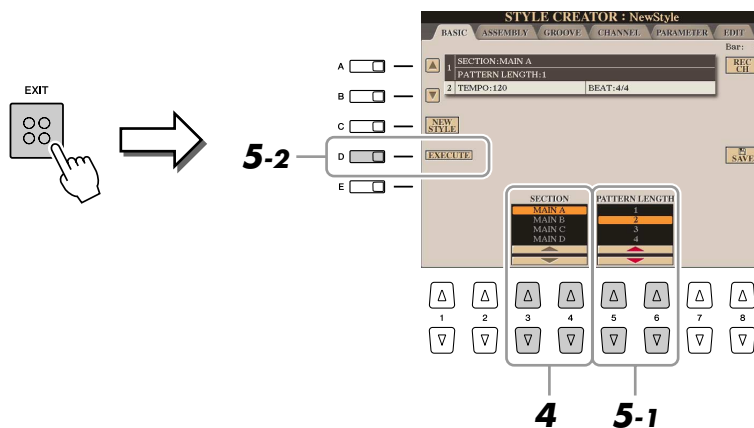 STYLE CREATOR : NewStyle
BASIC ASSEMBLY GROOVE CHANNEL PARAMETER EDIT
Bar:
EXIT
A
1 SECTION:MAIN A
PATTERN LENGTH:1
REC
CH
B
2 TEMPO:120 BEAT:4/4
C
NEW
STYLE
5-2
D
EXECUTE
SAVE
E
SECTION PATTERN LENGTH
MAIN A 1
MAIN B 2
MAIN C 3
MAIN D 4
1 2 3 4 5 6 7 8
4 5-1